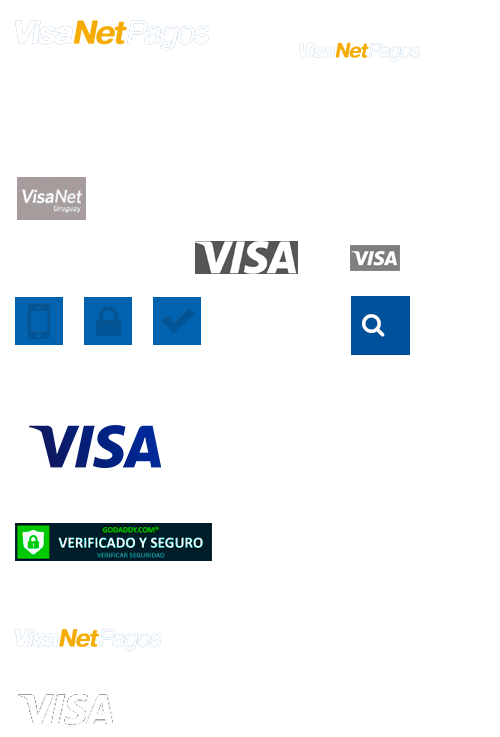 VisaNetPagos
VisaNetPagos
VisaNet
Uruguay
VISA
VISA
VISA
GODADDY.COM®
VERIFICADO Y SEGURO
VERIFICAR SEGURIDAD
VisaNetPagos
VISA